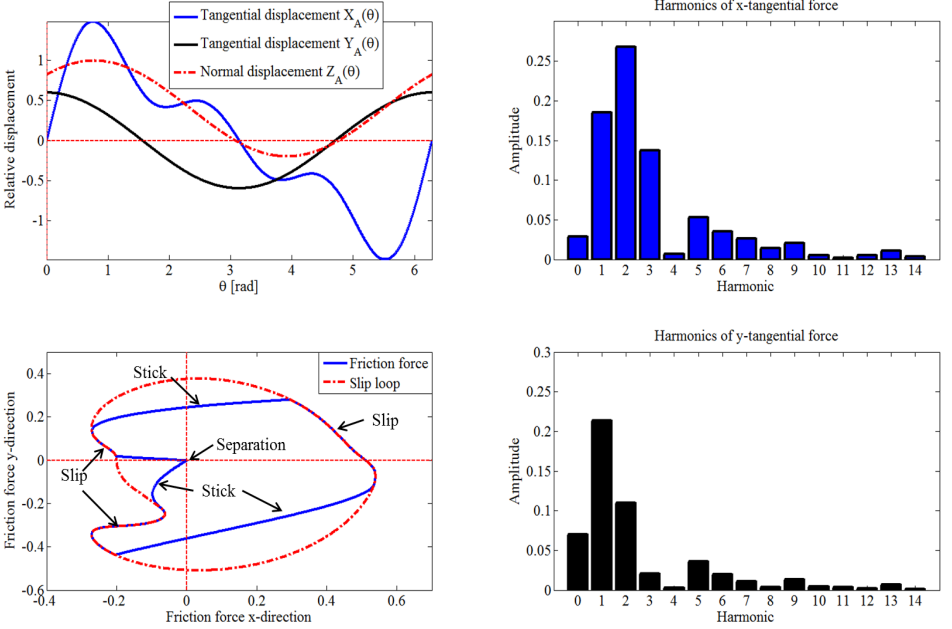 Tangential displacement X_A(θ)
Tangential displacement Y_A(θ)
Normal displacement Z_A(θ)
Relative displacement
1
0.5
0
-0.5
-1
0 1 2 3 4 5 6
θ [rad]
Harmonics of x-tangential force
Amplitude
0.25
0.2
0.15
0.1
0.05
0
0 1 2 3 4 5 6 7 8 9 10 11 12 13 14
Harmonic
Friction force
Slip loop
Friction force y-direction
0.4
0.2
0
-0.2
-0.4
-0.6
Stick
Slip
Separation
Slip
Stick
-0.4 -0.2 0 0.2 0.4 0.6
Friction force x-direction
Harmonics of y-tangential force
Amplitude
0.3
0.25
0.2
0.15
0.1
0.05
0
0 1 2 3 4 5 6 7 8 9 10 11 12 13 14
Harmonic